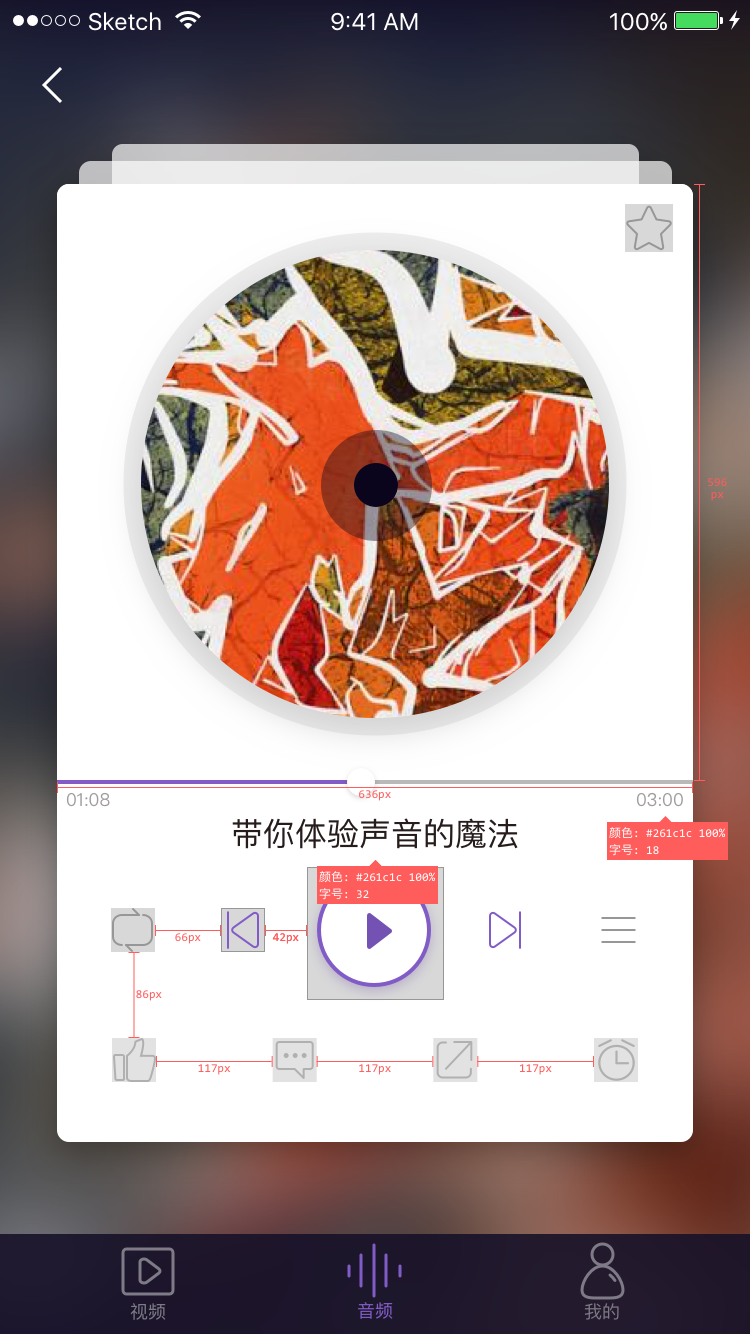 Sketch
9:41 AM
100%
596
px
636px
01:08
03:00
带你体验声音的魔法
颜色: #261c1c 100%
字号: 18
颜色: #261c1c 100%
字号: 32
66px
42px
86px
117px
117px
117px
视频
音频
我的